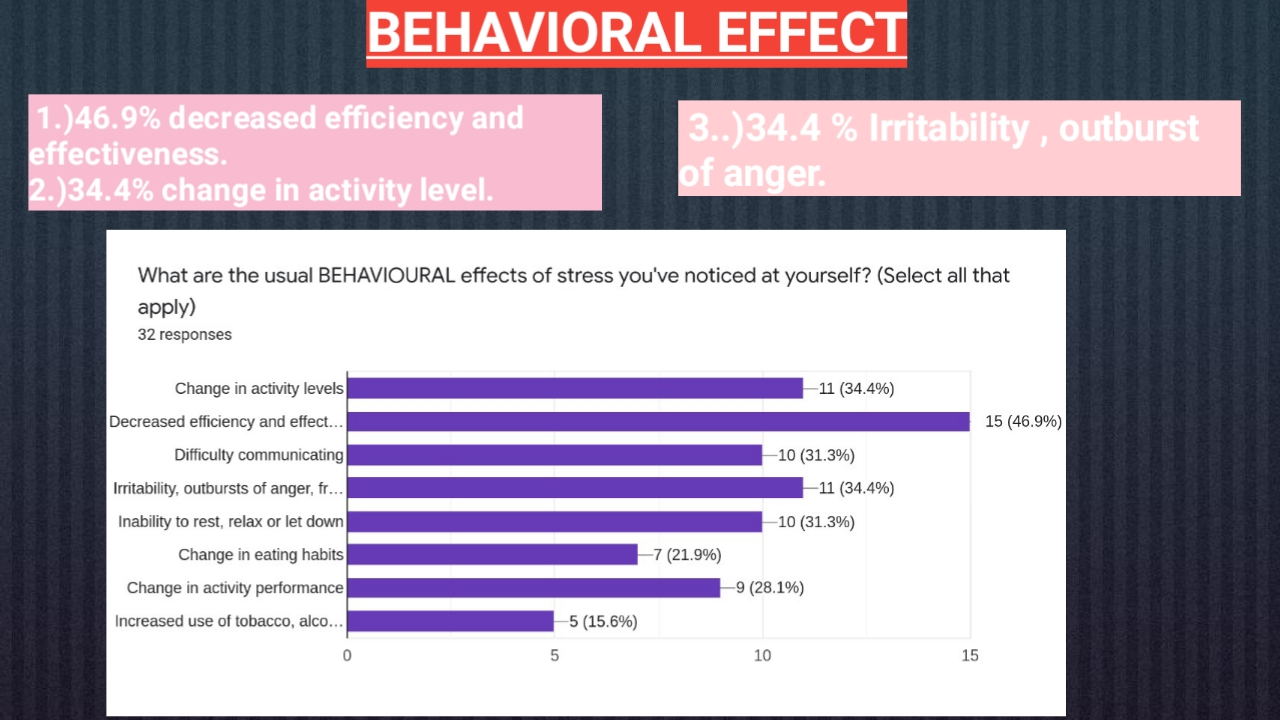 BEHAVIORAL EFFECT
1.)46.9% decreased efficiency and
effectiveness.
2.)34.4% change in activity level.
3..)34.4 % Irritability , outburst
of anger.
What are the usual BEHAVIOURAL effects of stress you've noticed at yourself? (Select all that
apply)
32 responses
Change in activity levels 11 (34.4%)
Decreased efficiency and effect… 15 (46.9%)
Difficulty communicating 10 (31.3%)
Irritability, outbursts of anger, fr… 11 (34.4%)
Inability to rest, relax or let down 10 (31.3%)
Change in eating habits 7 (21.9%)
Change in activity performance 9 (28.1%)
Increased use of tobacco, alco… 5 (15.6%)
0 5 10 15